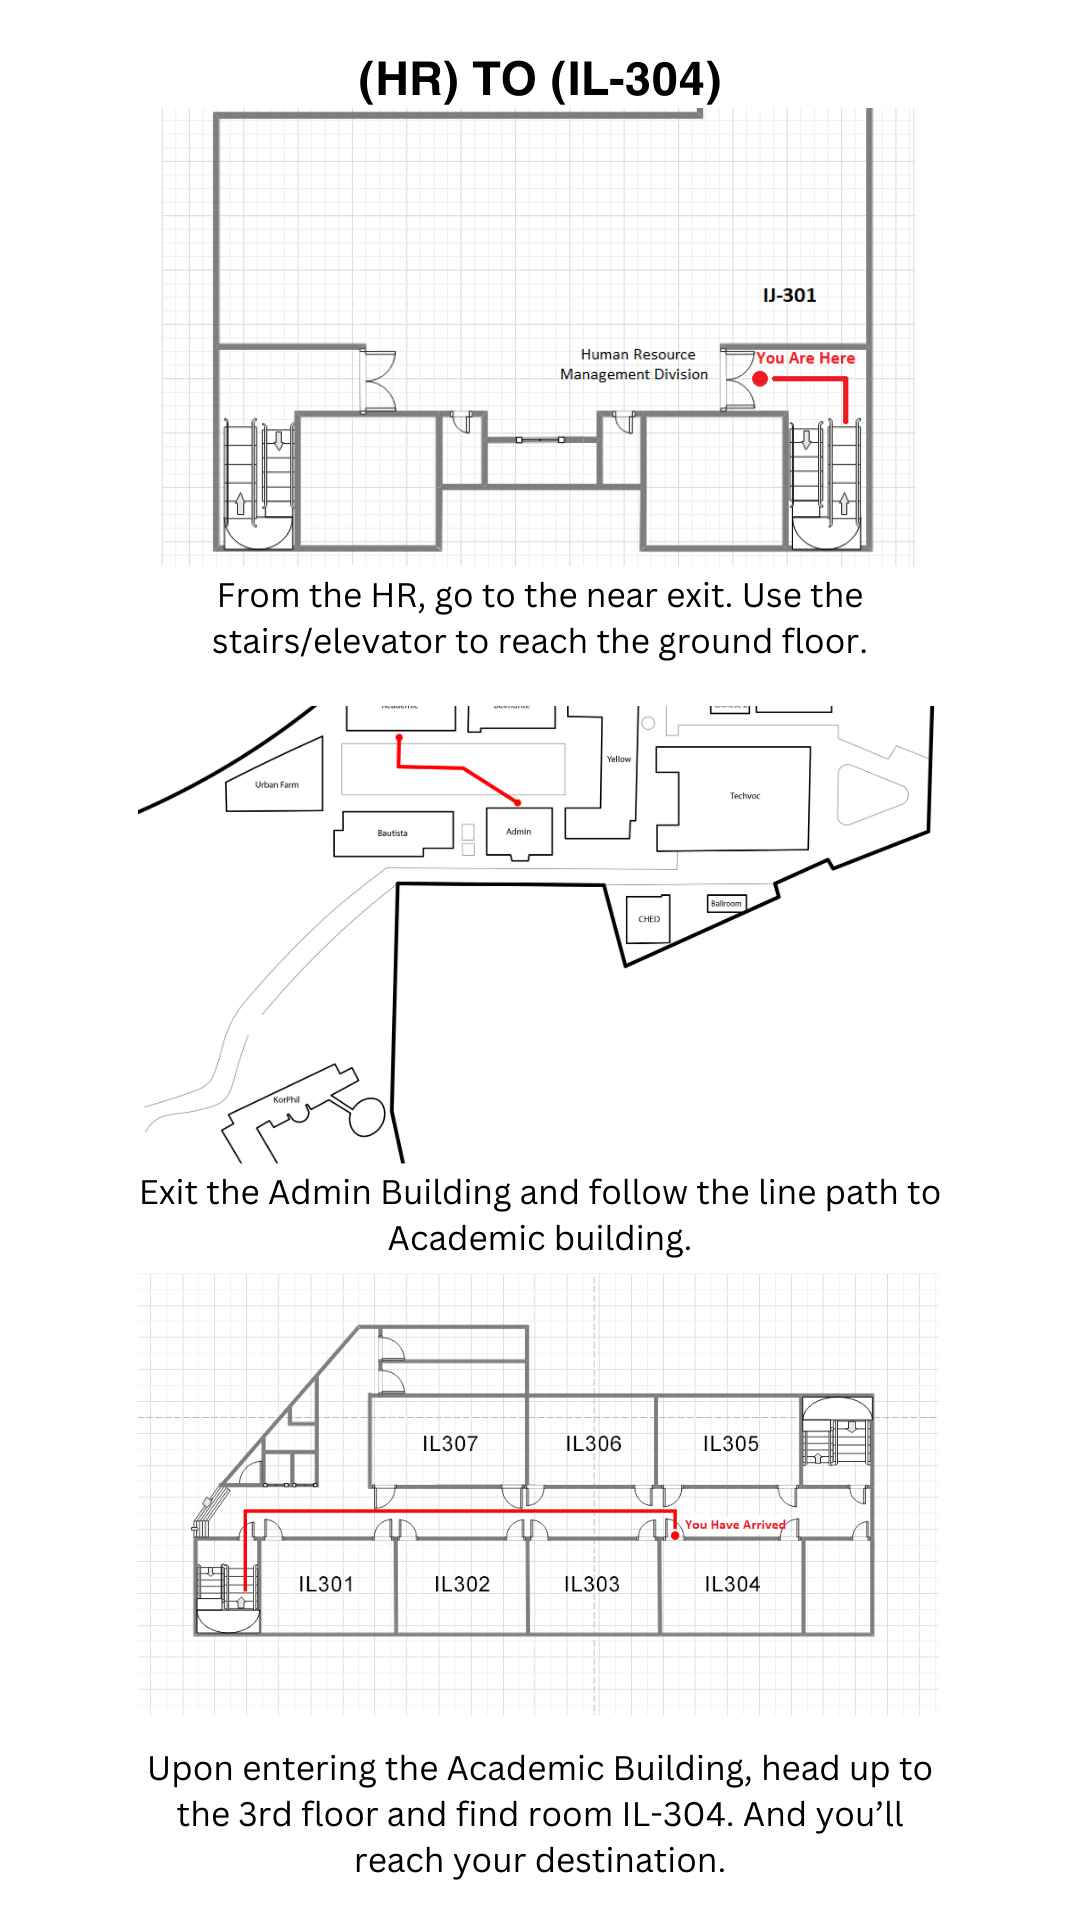 (HR) TO (IL-304)
IJ-301
Human Resource
Management Division
You Are Here
From the HR, go to the near exit. Use the
stairs/elevator to reach the ground floor.
Academic
Belmonte
Yellow
Urban Farm
Techvoc
Bautista
Admin
CHED
Ballroom
KorPhil
Exit the Admin Building and follow the line path to
Academic building.
IL307
IL306
IL305
You Have Arrived
IL301
IL302
IL303
IL304
Upon entering the Academic Building, head up to
the 3rd floor and find room IL-304. And you’ll
reach your destination.